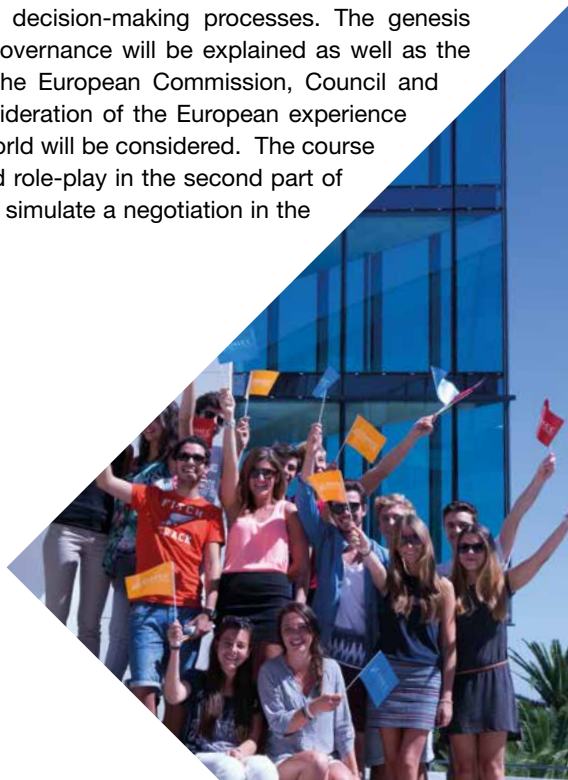 decision-making processes. The genesis
overnance will be explained as well as the
he European Commission, Council and
ideration of the European experience
orld will be considered. The course
d role-play in the second part of
simulate a negotiation in the
FITCH
TRACK